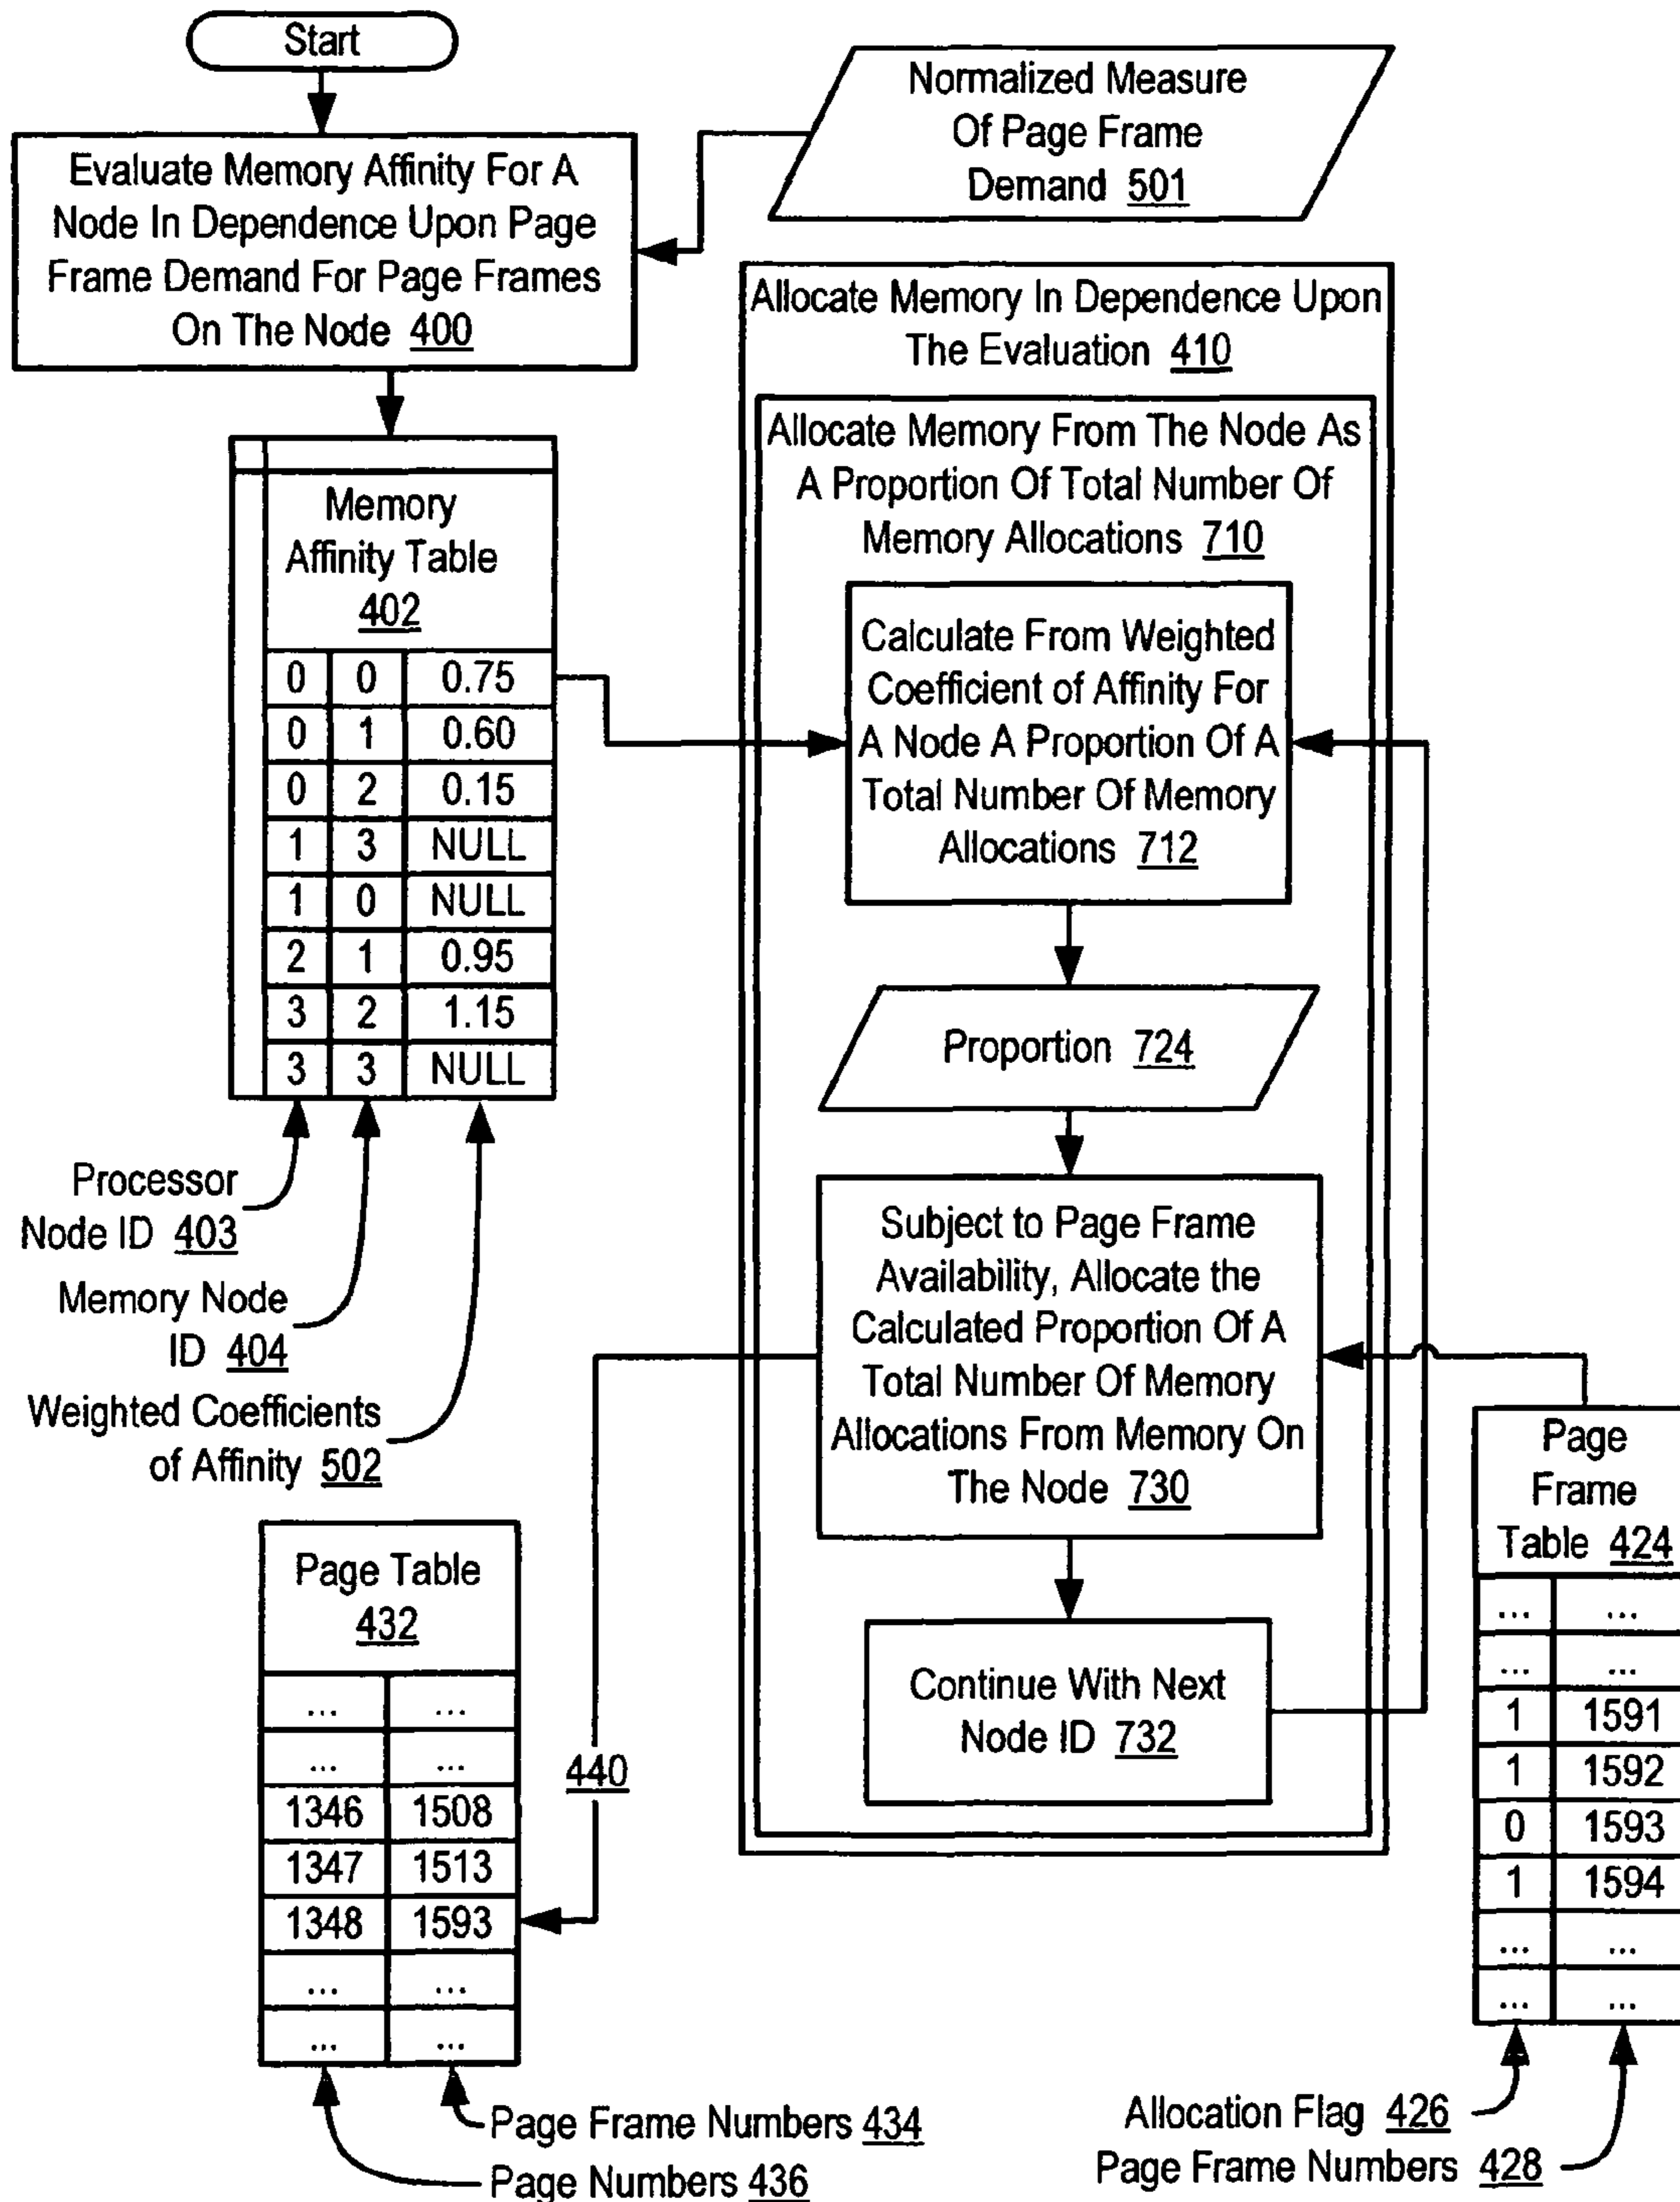 Start
Normalized Measure
Of Page Frame
Demand 501
Evaluate Memory Affinity For A
Node In Dependence Upon Page
Frame Demand For Page Frames
On The Node 400
Allocate Memory In Dependence Upon
The Evaluation 410
Allocate Memory From The Node As
A Proportion Of Total Number Of
Memory Allocations 710
Memory
Affinity Table
402
0 0 0.75
0 1 0.60
0 2 0.15
1 3 NULL
1 0 NULL
2 1 0.95
3 2 1.15
3 3 NULL
Processor
Node ID 403
Memory Node
ID 404
Weighted Coefficients
of Affinity 502
Calculate From Weighted
Coefficient of Affinity For
A Node A Proportion Of A
Total Number Of Memory
Allocations 712
Proportion 724
Subject to Page Frame
Availability, Allocate the
Calculated Proportion Of A
Total Number Of Memory
Allocations From Memory On
The Node 730
Continue With Next
Node ID 732
440
Page Table
432
... ...
... ...
1346 1508
1347 1513
1348 1593
... ...
... ...
Page Frame Numbers 434
Page Numbers 436
Page
Frame
Table 424
... ...
... ...
1 1591
1 1592
0 1593
1 1594
... ...
... ...
Allocation Flag 426
Page Frame Numbers 428